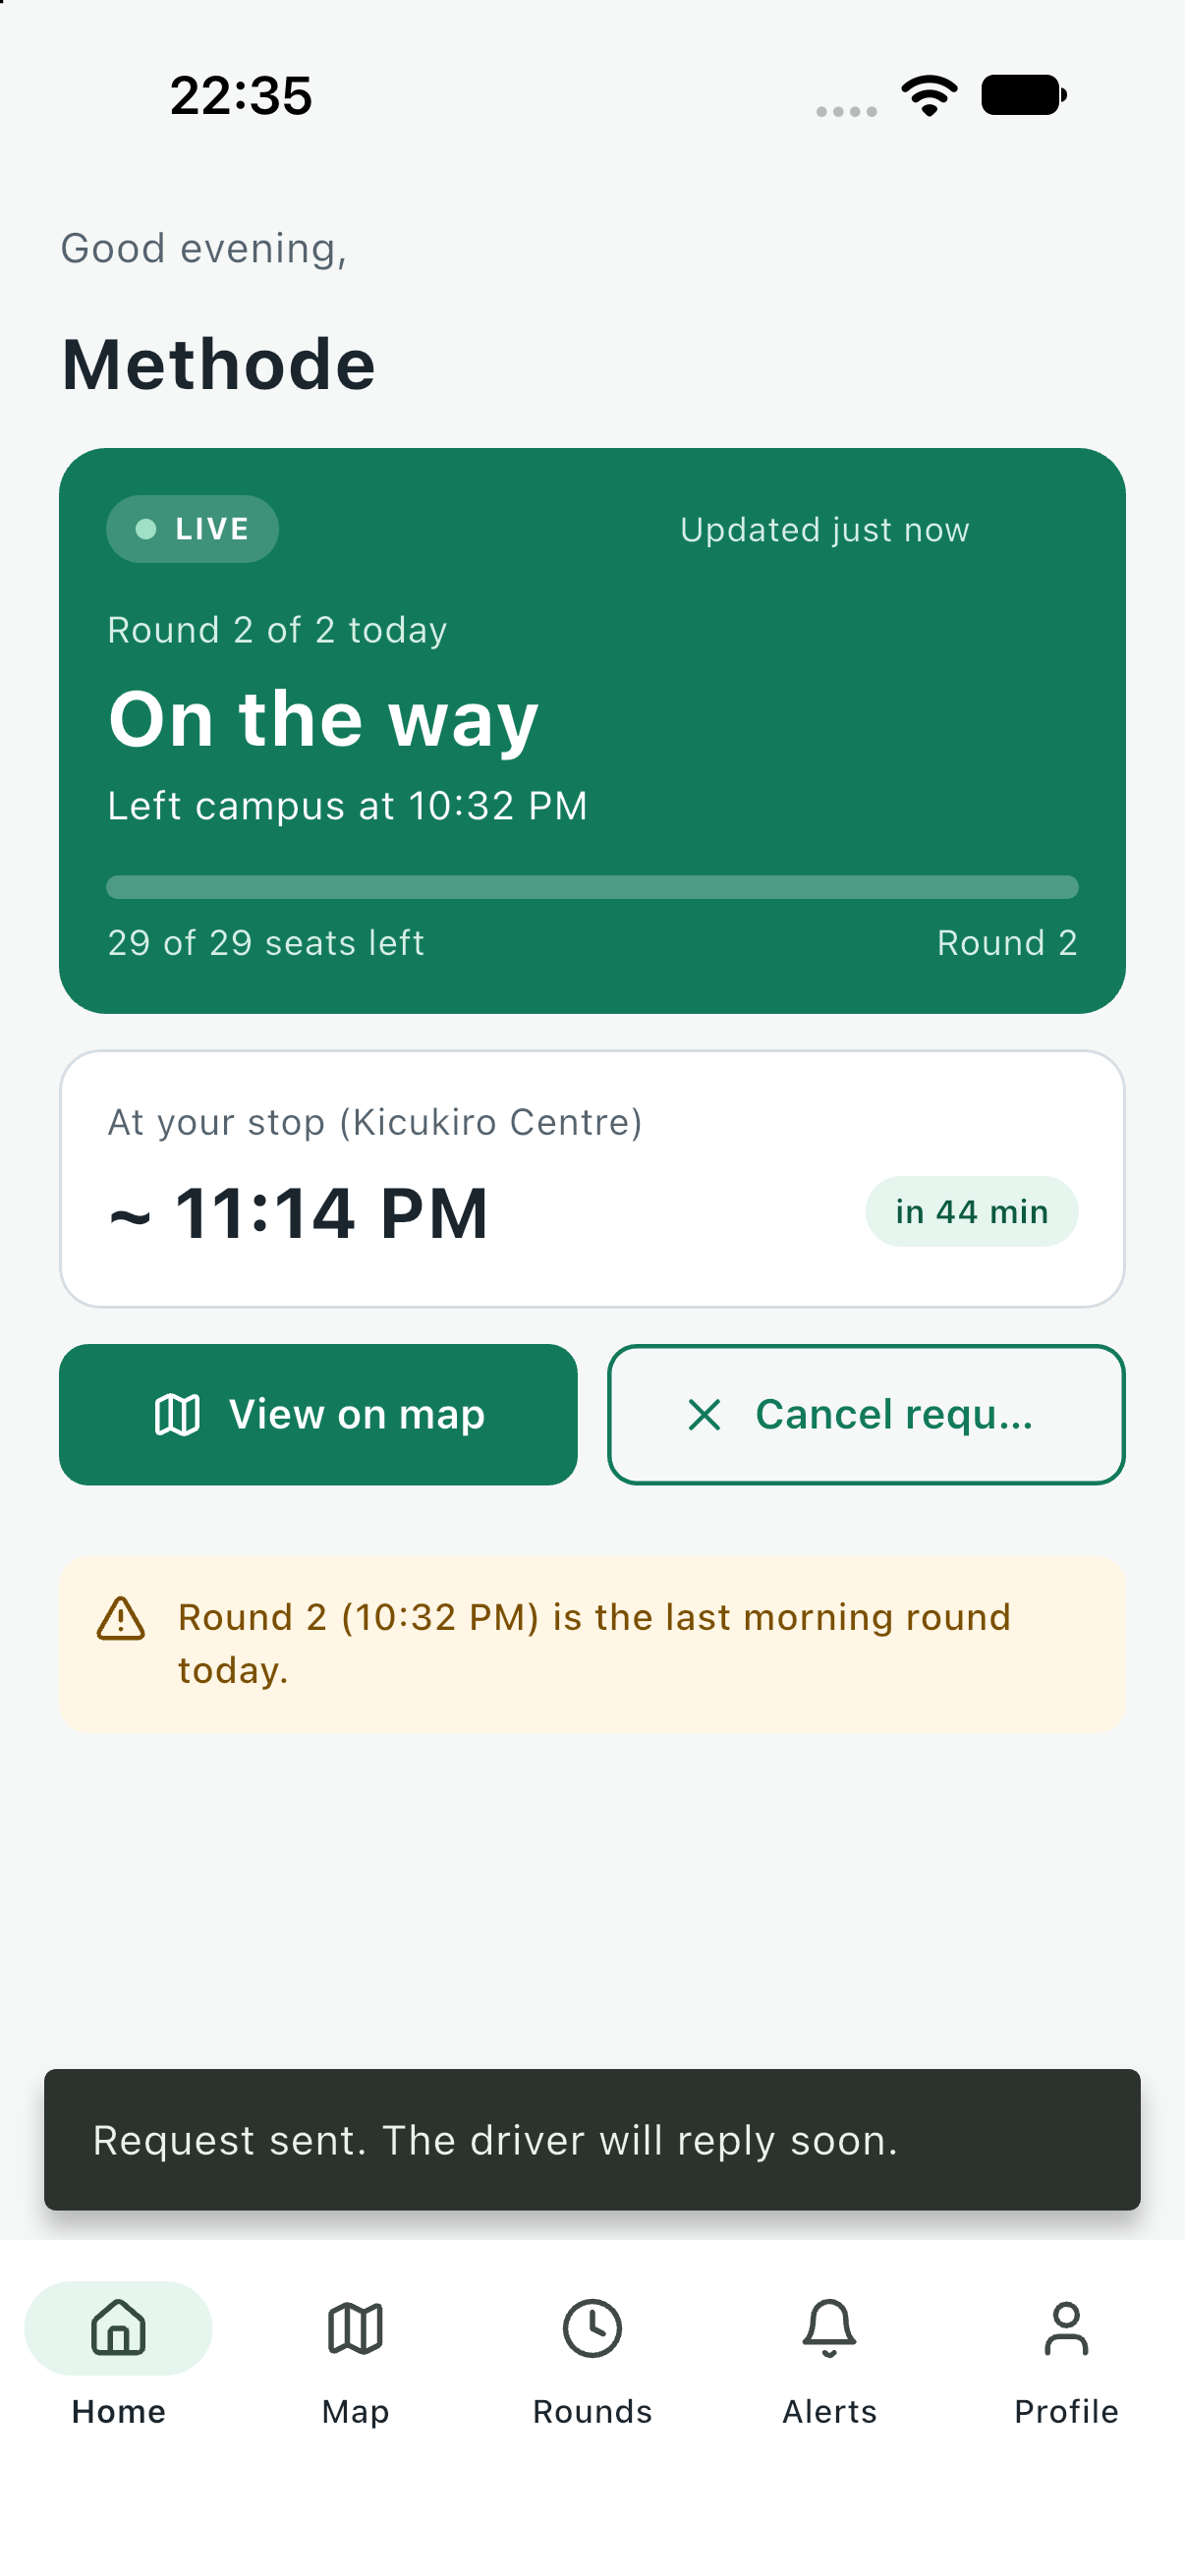 22:35
Good evening,
Methode
LIVE
Updated just now
Round 2 of 2 today
On the way
Left campus at 10:32 PM
29 of 29 seats left
Round 2
At your stop (Kicukiro Centre)
~ 11:14 PM
in 44 min
View on map
Cancel requ...
Round 2 (10:32 PM) is the last morning round
today.
Request sent. The driver will reply soon.
Home
Map
Rounds
Alerts
Profile